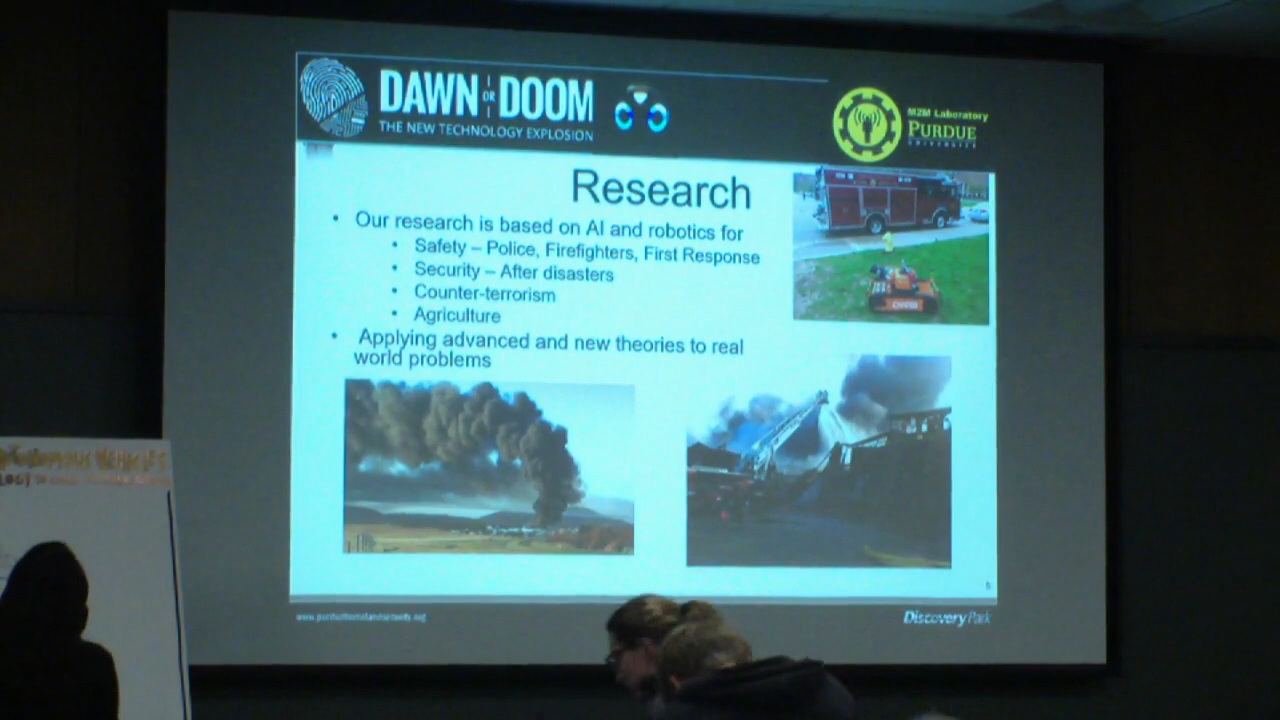 DAWN OR DOOM
THE NEW TECHNOLOGY EXPLOSION
M2M Laboratory
PURDUE
UNIVERSITY
Research
• Our research is based on AI and robotics for
• Safety – Police, Firefighters, First Response
• Security – After disasters
• Counter-terrorism
• Agriculture
• Applying advanced and new theories to real
world problems
VEHICLES
Discovery Park